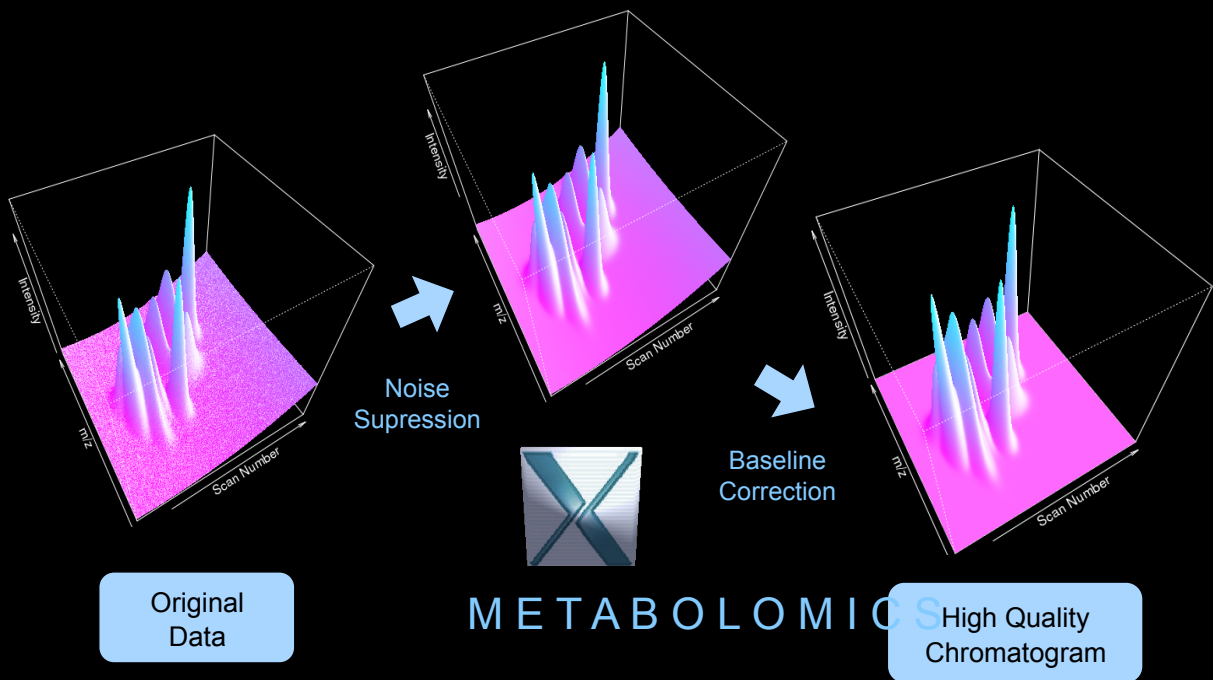 Intensity
m/z
Scan Number
Noise
Supression
Intensity
m/z
Scan Number
Baseline
Correction
Intensity
m/z
Scan Number
X
Original
Data
METABOLOMICS
High Quality
Chromatogram